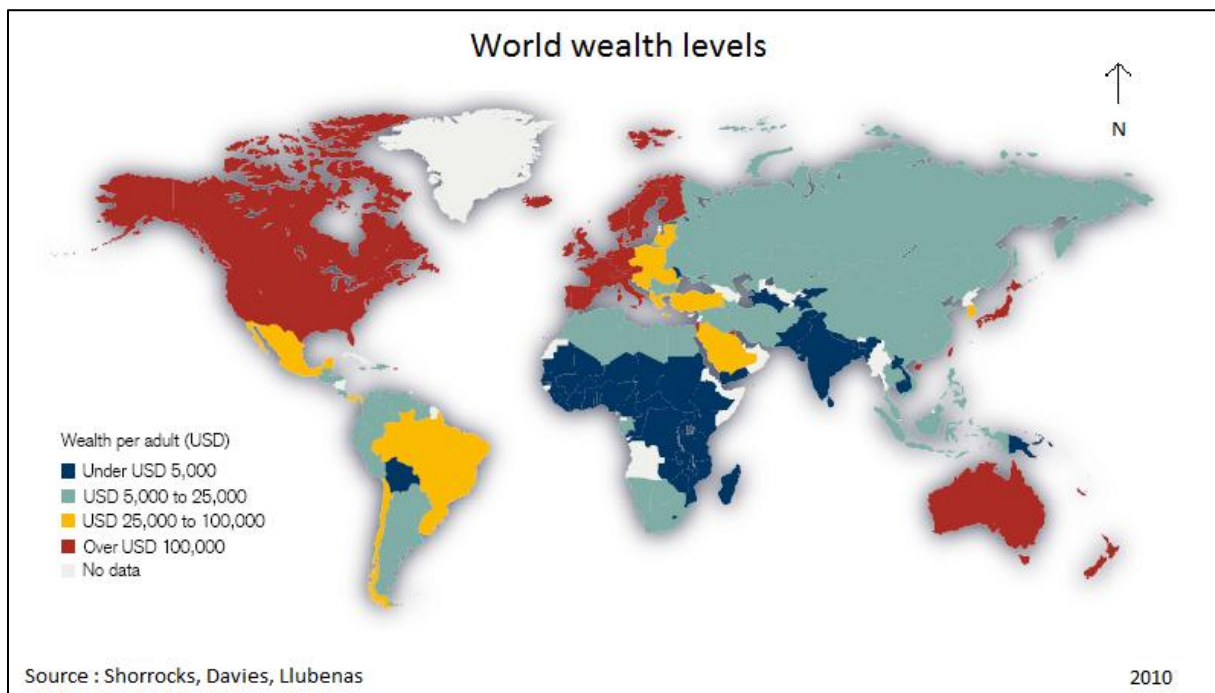 World wealth levels
N
Wealth per adult (USD)
Under USD 5,000
USD 5,000 to 25,000
USD 25,000 to 100,000
Over USD 100,000
No data
Source : Shorrocks, Davies, Llubenas
2010